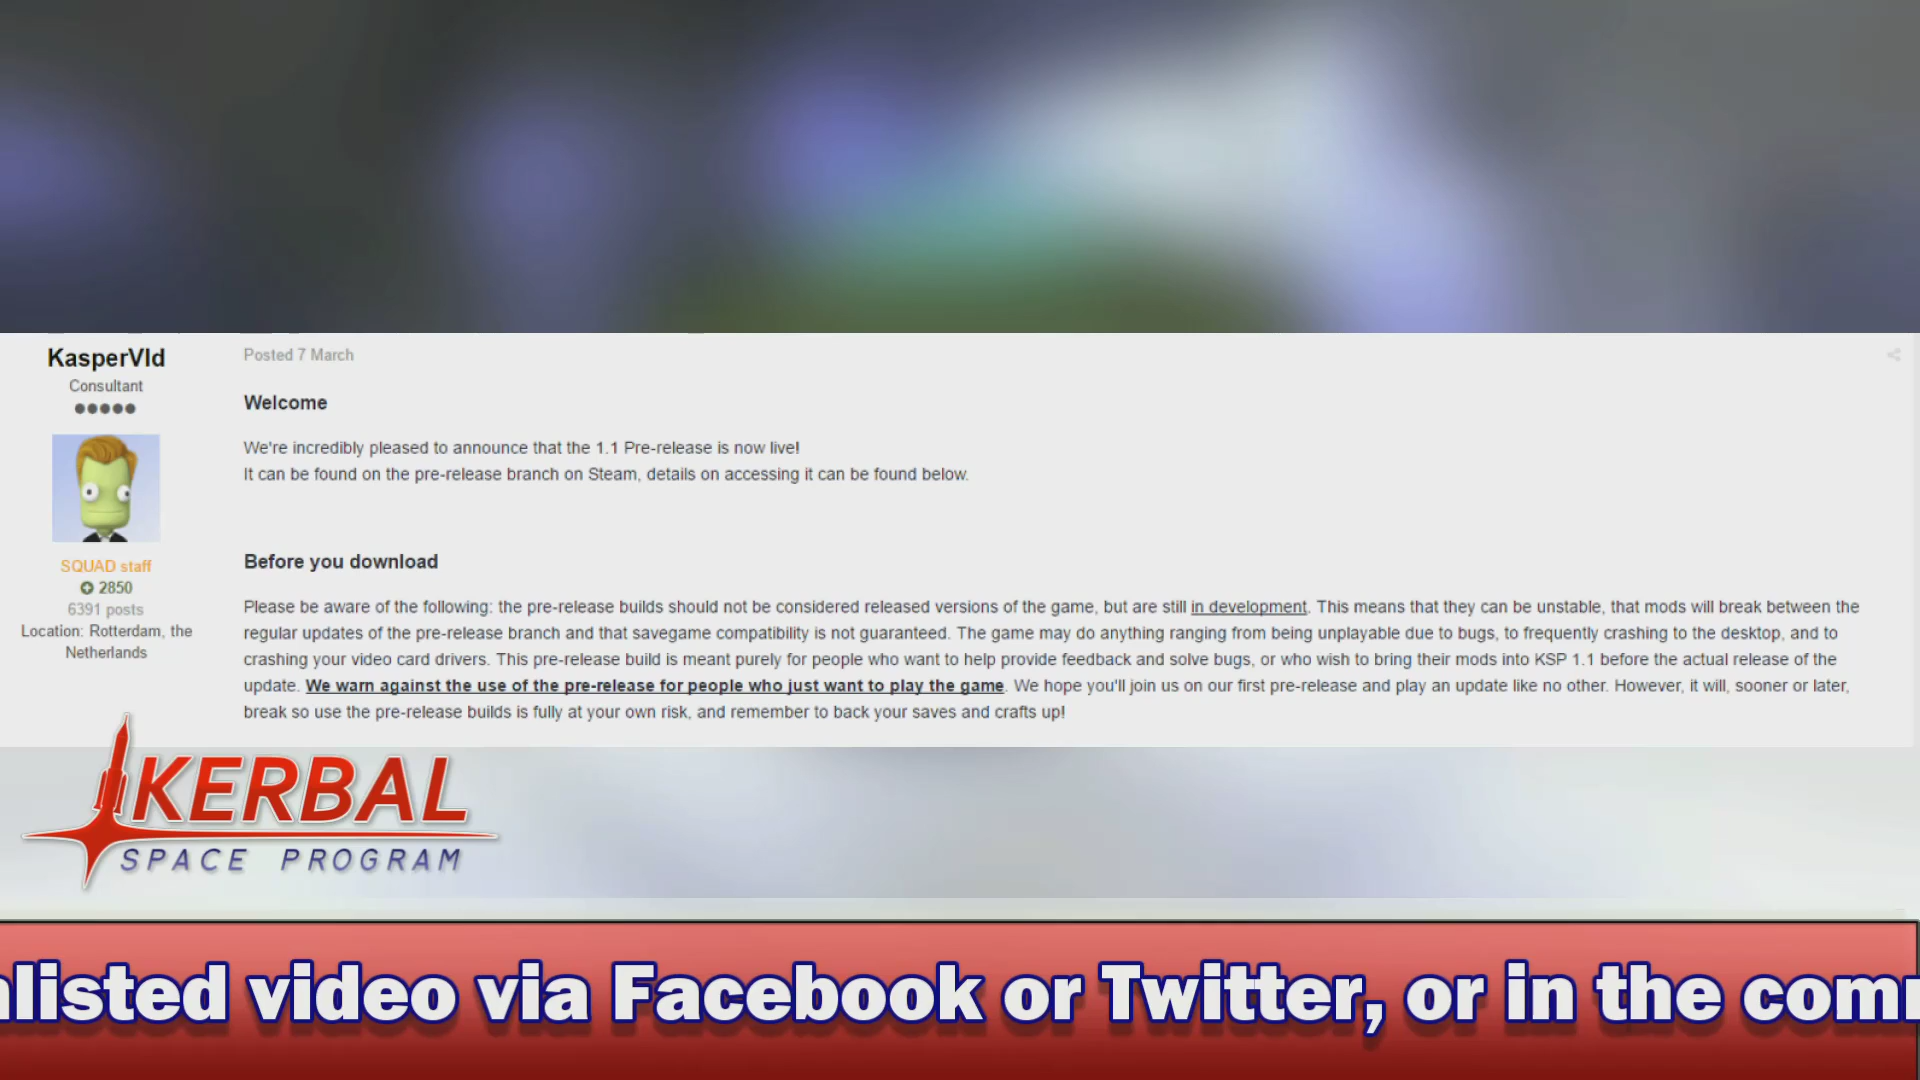 KasperVld
Consultant
SQUAD staff
2850
6391 posts
Location: Rotterdam, the
Netherlands
Posted 7 March
Welcome
We're incredibly pleased to announce that the 1.1 Pre-release is now live!
It can be found on the pre-release branch on Steam, details on accessing it can be found below.
Before you download
Please be aware of the following: the pre-release builds should not be considered released versions of the game, but are still in development. This means that they can be unstable, that mods will break between the
regular updates of the pre-release branch and that savegame compatibility is not guaranteed. The game may do anything ranging from being unplayable due to bugs, to frequently crashing to the desktop, and to
crashing your video card drivers. This pre-release build is meant purely for people who want to help provide feedback and solve bugs, or who wish to bring their mods into KSP 1.1 before the actual release of the
update. We warn against the use of the pre-release for people who just want to play the game. We hope you'll join us on our first pre-release and play an update like no other. However, it will, sooner or later,
break so use the pre-release builds is fully at your own risk, and remember to back your saves and crafts up!
KERBAL
SPACE PROGRAM
video via Facebook or Twitter, or in the